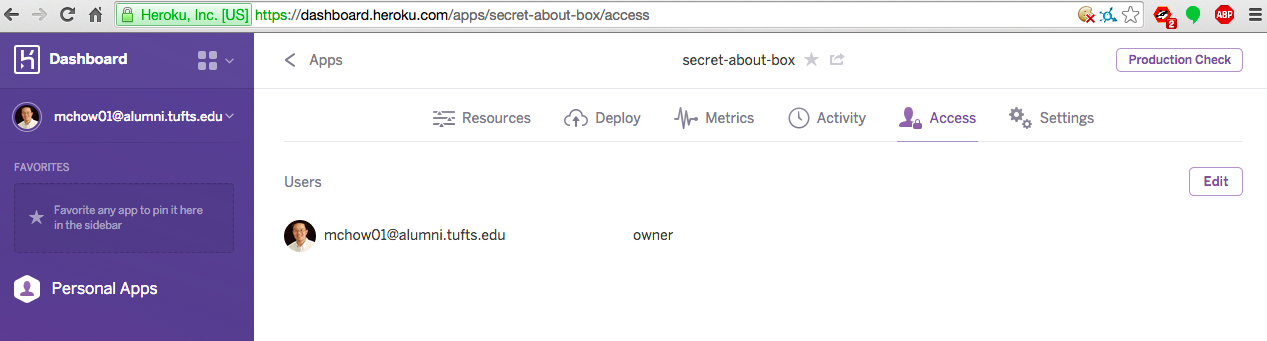 Heroku, Inc. [US] https://dashboard.heroku.com/apps/secret-about-box/access
2
ABP
Dashboard
Apps
secret-about-box
Production Check
mchow01@alumni.tufts.edu
Resources
Deploy
Metrics
Activity
Access
Settings
FAVORITES
Favorite any app to pin it here
in the sidebar
Personal Apps
Users
Edit
mchow01@alumni.tufts.edu
owner